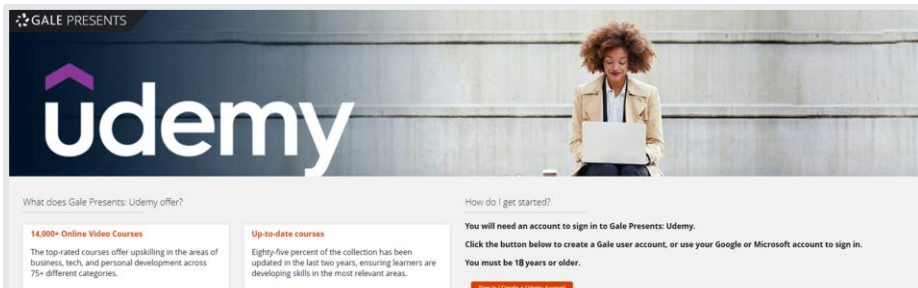 GALE PRESENTS
udemy
What does Gale Presents: Udemy offer?
14,000+ Online Video Courses
The top-rated courses offer upskilling in the areas of
business, tech, and personal development across
75+ different categories.
Up-to-date courses
Eighty-five percent of the collection has been
updated in the last two years, ensuring learners are
developing skills in the most relevant areas.
How do I get started?
You will need an account to sign in to Gale Presents: Udemy.
Click the button below to create a Gale user account, or use your Google or Microsoft account to sign in.
You must be 18 years or older.